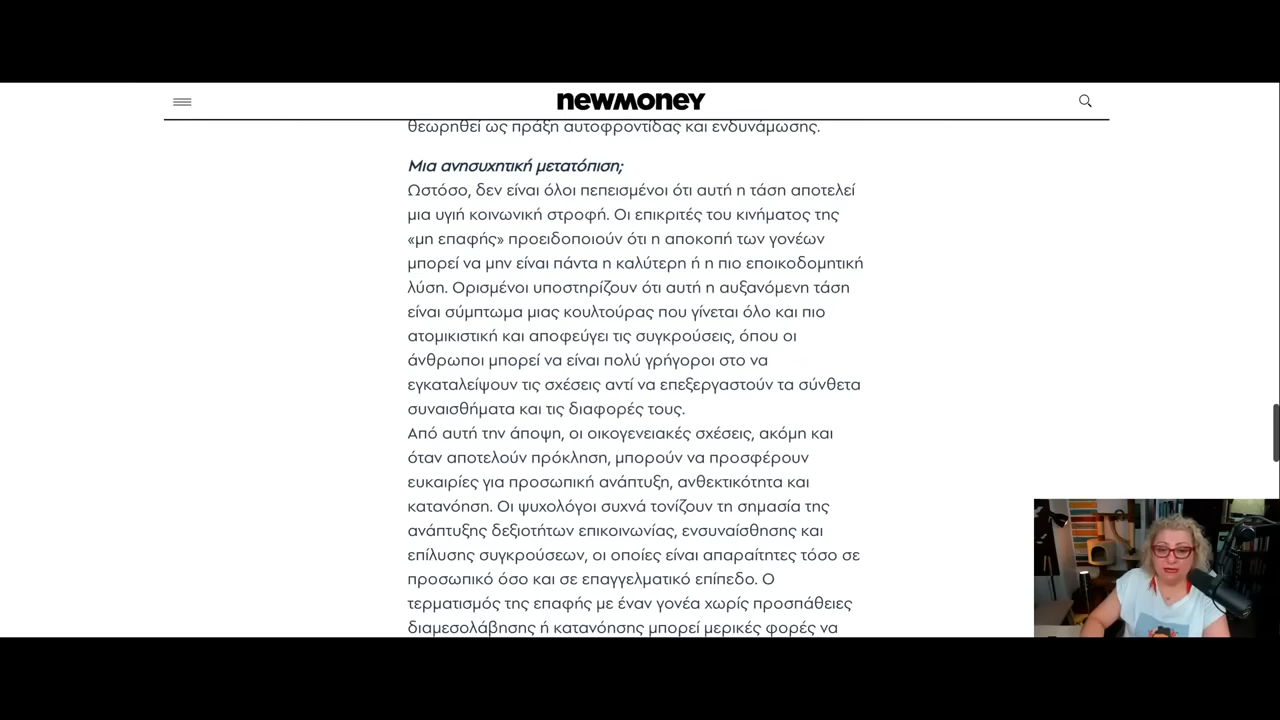 newmoney
θεωρηθεί ως πράξη αυτοφροντίδας και ενδυνάμωσης.
Μια ανησυχητική μετατόπιση;
Ωστόσο, δεν είναι όλοι πεπεισμένοι ότι αυτή η τάση αποτελεί
μια υγιή κοινωνική στροφή. Οι επικριτές του κινήματος της
«μη επαφής» προειδοποιούν ότι η αποκοπή των γονέων
μπορεί να μην είναι πάντα η καλύτερη ή η πιο εποικοδομητική
λύση. Ορισμένοι υποστηρίζουν ότι αυτή η αυξανόμενη τάση
είναι σύμπτωμα μιας κουλτούρας που γίνεται όλο και πιο
ατομικιστική και αποφεύγει τις συγκρούσεις, όπου οι
άνθρωποι μπορεί να είναι πολύ γρήγοροι στο να
εγκαταλείψουν τις σχέσεις αντί να επεξεργαστούν τα σύνθετα
συναισθήματα και τις διαφορές τους.
Από αυτή την άποψη, οι οικογενειακές σχέσεις, ακόμη και
όταν αποτελούν πρόκληση, μπορούν να προσφέρουν
ευκαιρίες για προσωπική ανάπτυξη, ανθεκτικότητα και
κατανόηση. Οι ψυχολόγοι συχνά τονίζουν τη σημασία της
ανάπτυξης δεξιοτήτων επικοινωνίας, ενσυναίσθησης και
επίλυσης συγκρούσεων, οι οποίες είναι απαραίτητες τόσο σε
προσωπικό όσο και σε επαγγελματικό επίπεδο. Ο
τερματισμός της επαφής με έναν γονέα χωρίς προσπάθειες
διαμεσολάβησης ή κατανόησης μπορεί μερικές φορές να